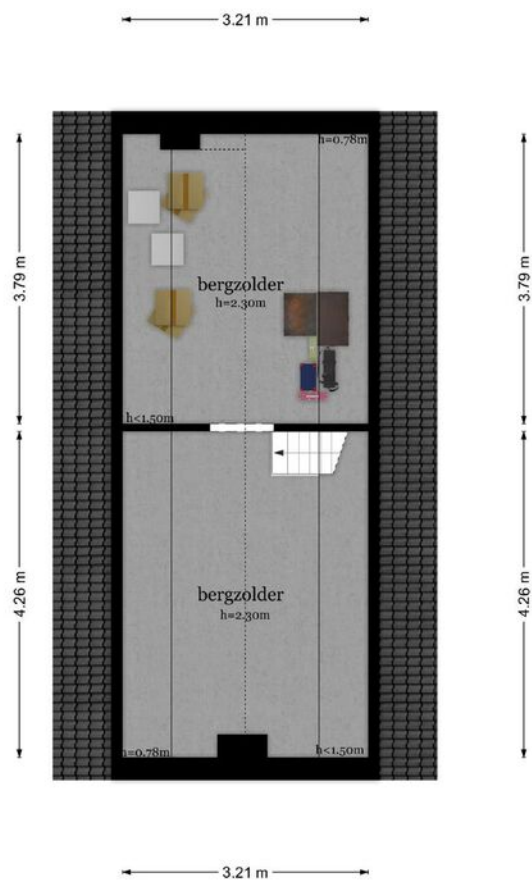 3.21 m
h=0.78m
3.79 m
3.79 m
bergzolder
h=2.30m
h<1.50m
4.26 m
4.26 m
bergzolder
h=2.30m
h=0.78m
h<1.50m
3.21 m